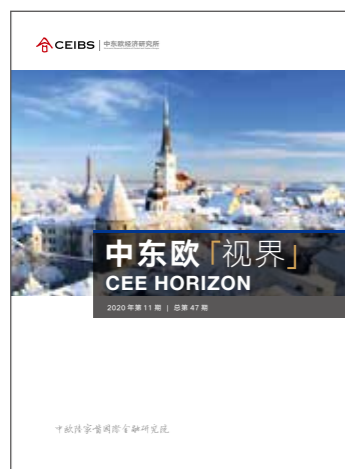 CEIBS | 中东欧经济研究所
中东欧「视界」
CEE HORIZON
2020 年第 11 期 | 总第 47 期
中欧陆家嘴国际金融研究院